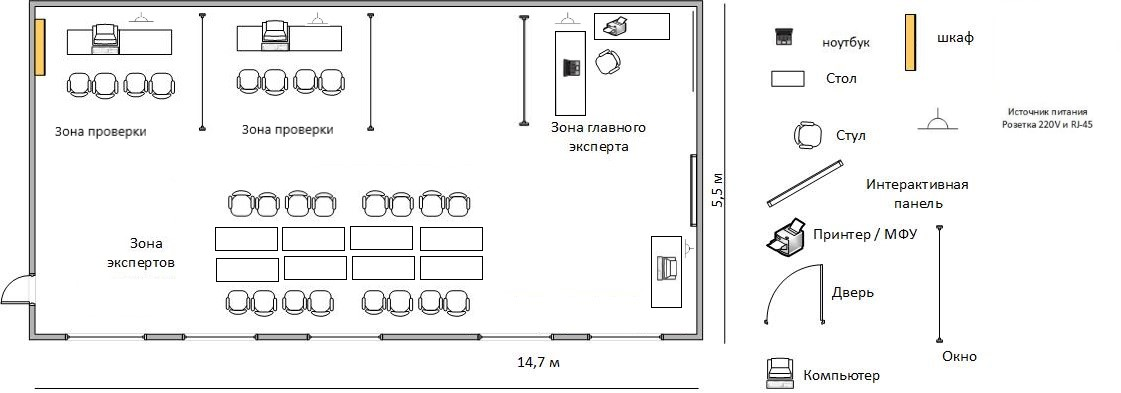 Зона проверки
Зона проверки
Зона главного
эксперта
Зона
экспертов
5,5 м
14,7 м
ноутбук
шкаф
Стол
Источник питания
Розетка 220V и RJ-45
Стул
Интерактивная
панель
Принтер / МФУ
Дверь
Окно
Компьютер